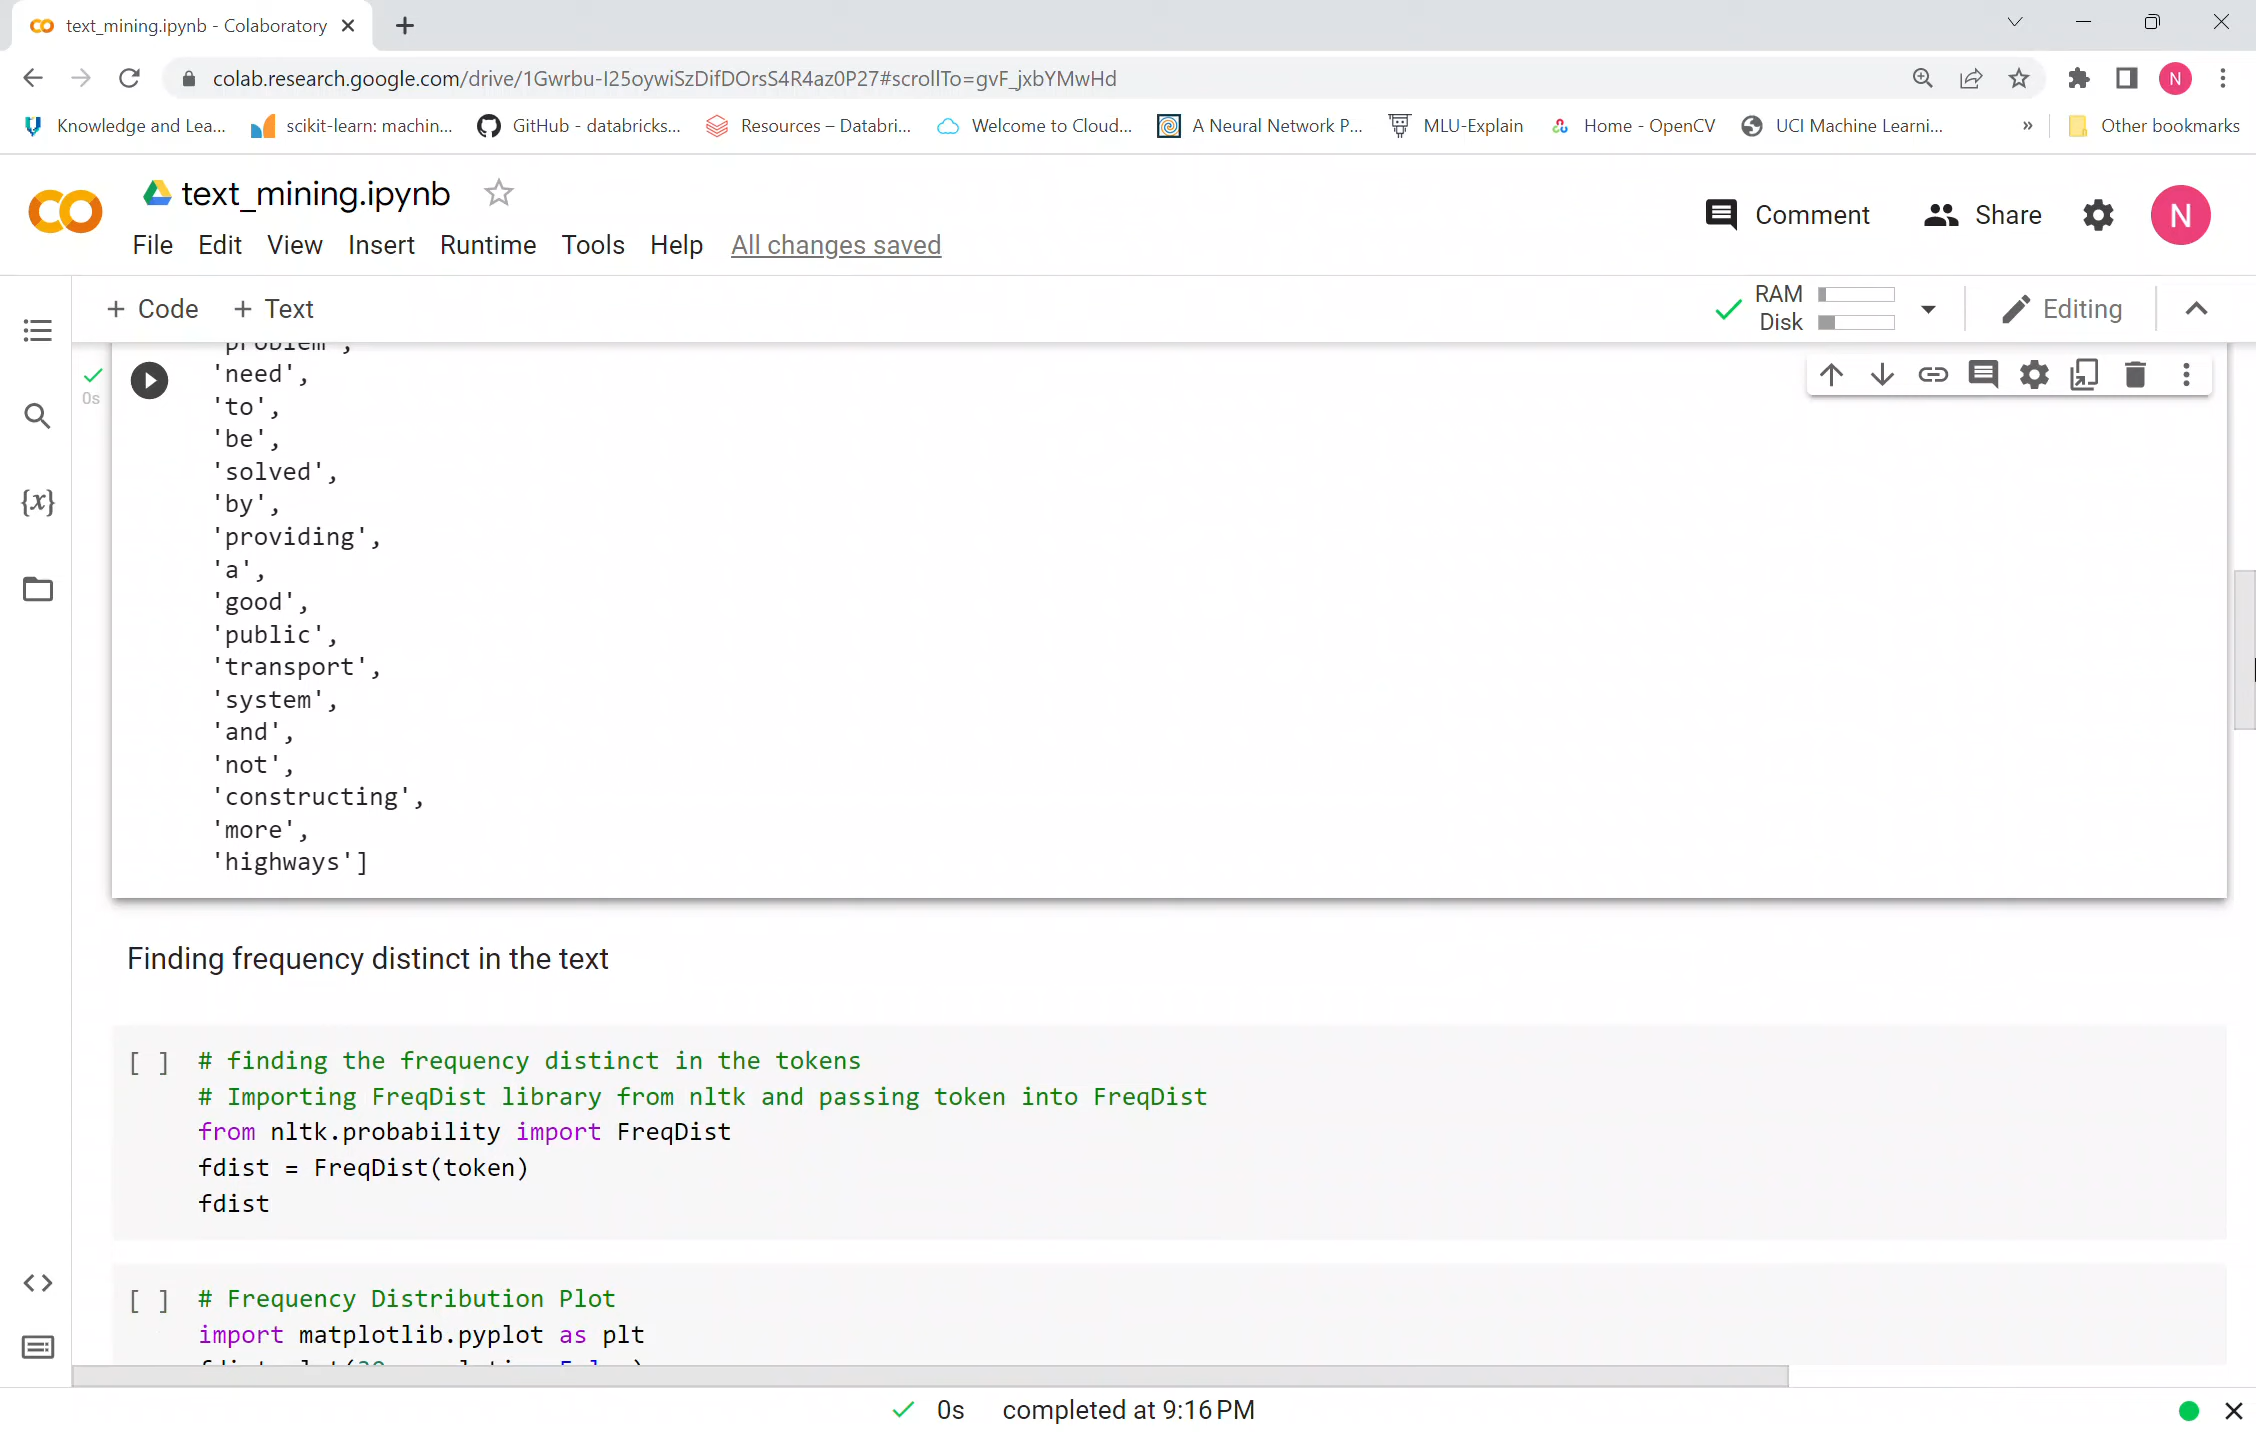 text_mining.ipynb - Colaboratory
colab.research.google.com/drive/1Gwrbu-I25oywiSzDifDOrsS4R4az0P27#scrollTo=gvF_jxbYMwHd
N
Knowledge and Lea... scikit-learn: machin... GitHub - databricks... Resources – Databri... Welcome to Cloud... A Neural Network P... MLU-Explain Home - OpenCV UCI Machine Learni... » Other bookmarks
text_mining.ipynb
Comment Share N
File Edit View Insert Runtime Tools Help All changes saved
+ Code + Text
RAM
Disk
Editing
'problem',
0s
'need',
'to',
'be',
'solved',
'by',
{x}
'providing',
'a',
'good',
'public',
'transport',
'system',
'and',
'not',
'constructing',
'more',
'highways']
Finding frequency distinct in the text
[ ] # finding the frequency distinct in the tokens
# Importing FreqDist library from nltk and passing token into FreqDist
from nltk.probability import FreqDist
fdist = FreqDist(token)
fdist
[ ] # Frequency Distribution Plot
import matplotlib.pyplot as plt
0s completed at 9:16 PM